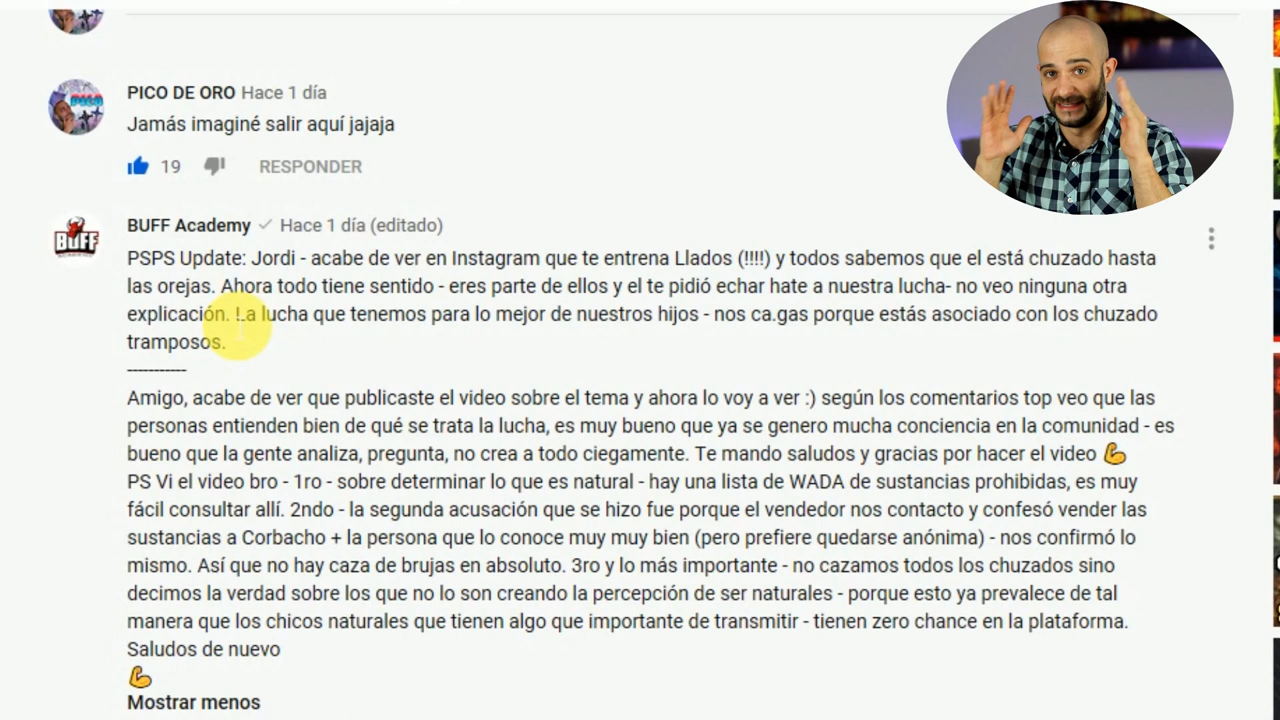 PICO DE ORO Hace 1 día
Jamás imaginé salir aquí jajaja
19 RESPONDER
BUFF
BUFF Academy Hace 1 día (editado)
PSPS Update: Jordi - acabe de ver en Instagram que te entrena Llados (!!!!) y todos sabemos que el está chuzado hasta
las orejas. Ahora todo tiene sentido - eres parte de ellos y el te pidió echar hate a nuestra lucha- no veo ninguna otra
explicación. La lucha que tenemos para lo mejor de nuestros hijos - nos ca.gas porque estás asociado con los chuzado
tramposos.
-----------
Amigo, acabe de ver que publicaste el video sobre el tema y ahora lo voy a ver :) según los comentarios top veo que las
personas entienden bien de qué se trata la lucha, es muy bueno que ya se genero mucha conciencia en la comunidad - es
bueno que la gente analiza, pregunta, no crea a todo ciegamente. Te mando saludos y gracias por hacer el video 💪
PS Vi el video bro - 1ro - sobre determinar lo que es natural - hay una lista de WADA de sustancias prohibidas, es muy
fácil consultar allí. 2ndo - la segunda acusación que se hizo fue porque el vendedor nos contacto y confesó vender las
sustancias a Corbacho + la persona que lo conoce muy muy bien (pero prefiere quedarse anónima) - nos confirmó lo
mismo. Así que no hay caza de brujas en absoluto. 3ro y lo más importante - no cazamos todos los chuzados sino
decimos la verdad sobre los que no lo son creando la percepción de ser naturales - porque esto ya prevalece de tal
manera que los chicos naturales que tienen algo que importante de transmitir - tienen zero chance en la plataforma.
Saludos de nuevo
💪
Mostrar menos